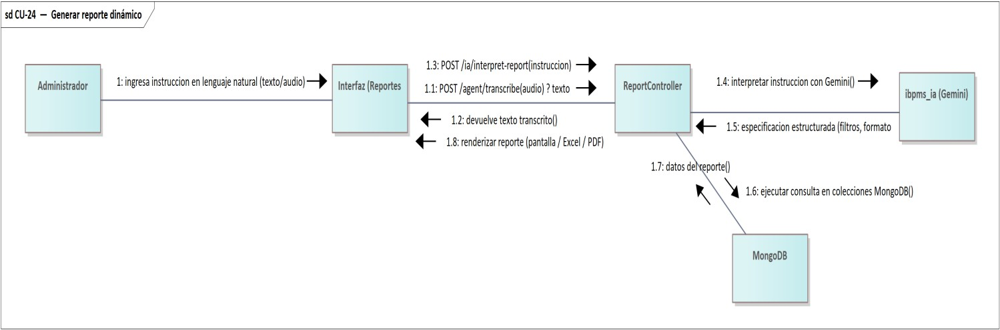 sd CU-24 — Generar reporte dinámico
Administrador
1: ingresa instruccion en lenguaje natural (texto/audio)
Interfaz (Reportes
1.3: POST /ia/interpret-report(instruccion)
1.1: POST /agent/transcribe(audio) ? texto
1.2: devuelve texto transcrito()
1.8: renderizar reporte (pantalla / Excel / PDF)
ReportController
1.4: interpretar instruccion con Gemini()
1.5: especificacion estructurada (filtros, formato
ibpms_ia (Gemini)
1.7: datos del reporte()
1.6: ejecutar consulta en colecciones MongoDB()
MongoDB